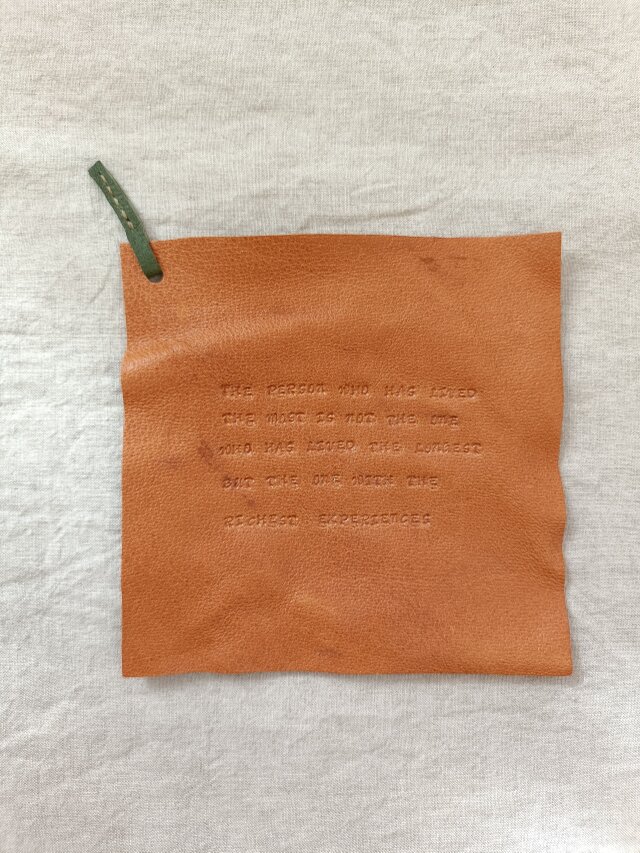 THE PERSON WHO HAS LIVED
THE MOST IS NOT THE ONE
WHO HAS LIVED THE LONGEST
BUT THE ONE WITH THE
RICHEST EXPERIENCES